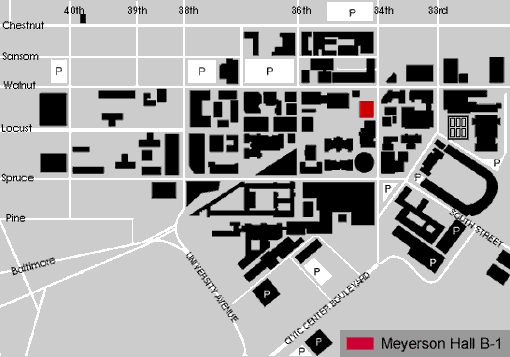 40th 39th 38th 36th 34th 33rd
P
Chestnut
Sansom
P P P
Walnut
Locust
P
Spruce
P P
Pine
SOUTH STREET
P
P
Baltimore
UNIVERSITY AVENUE
P
P
CIVIC CENTER BOULEVARD
P
P
Meyerson Hall B-1